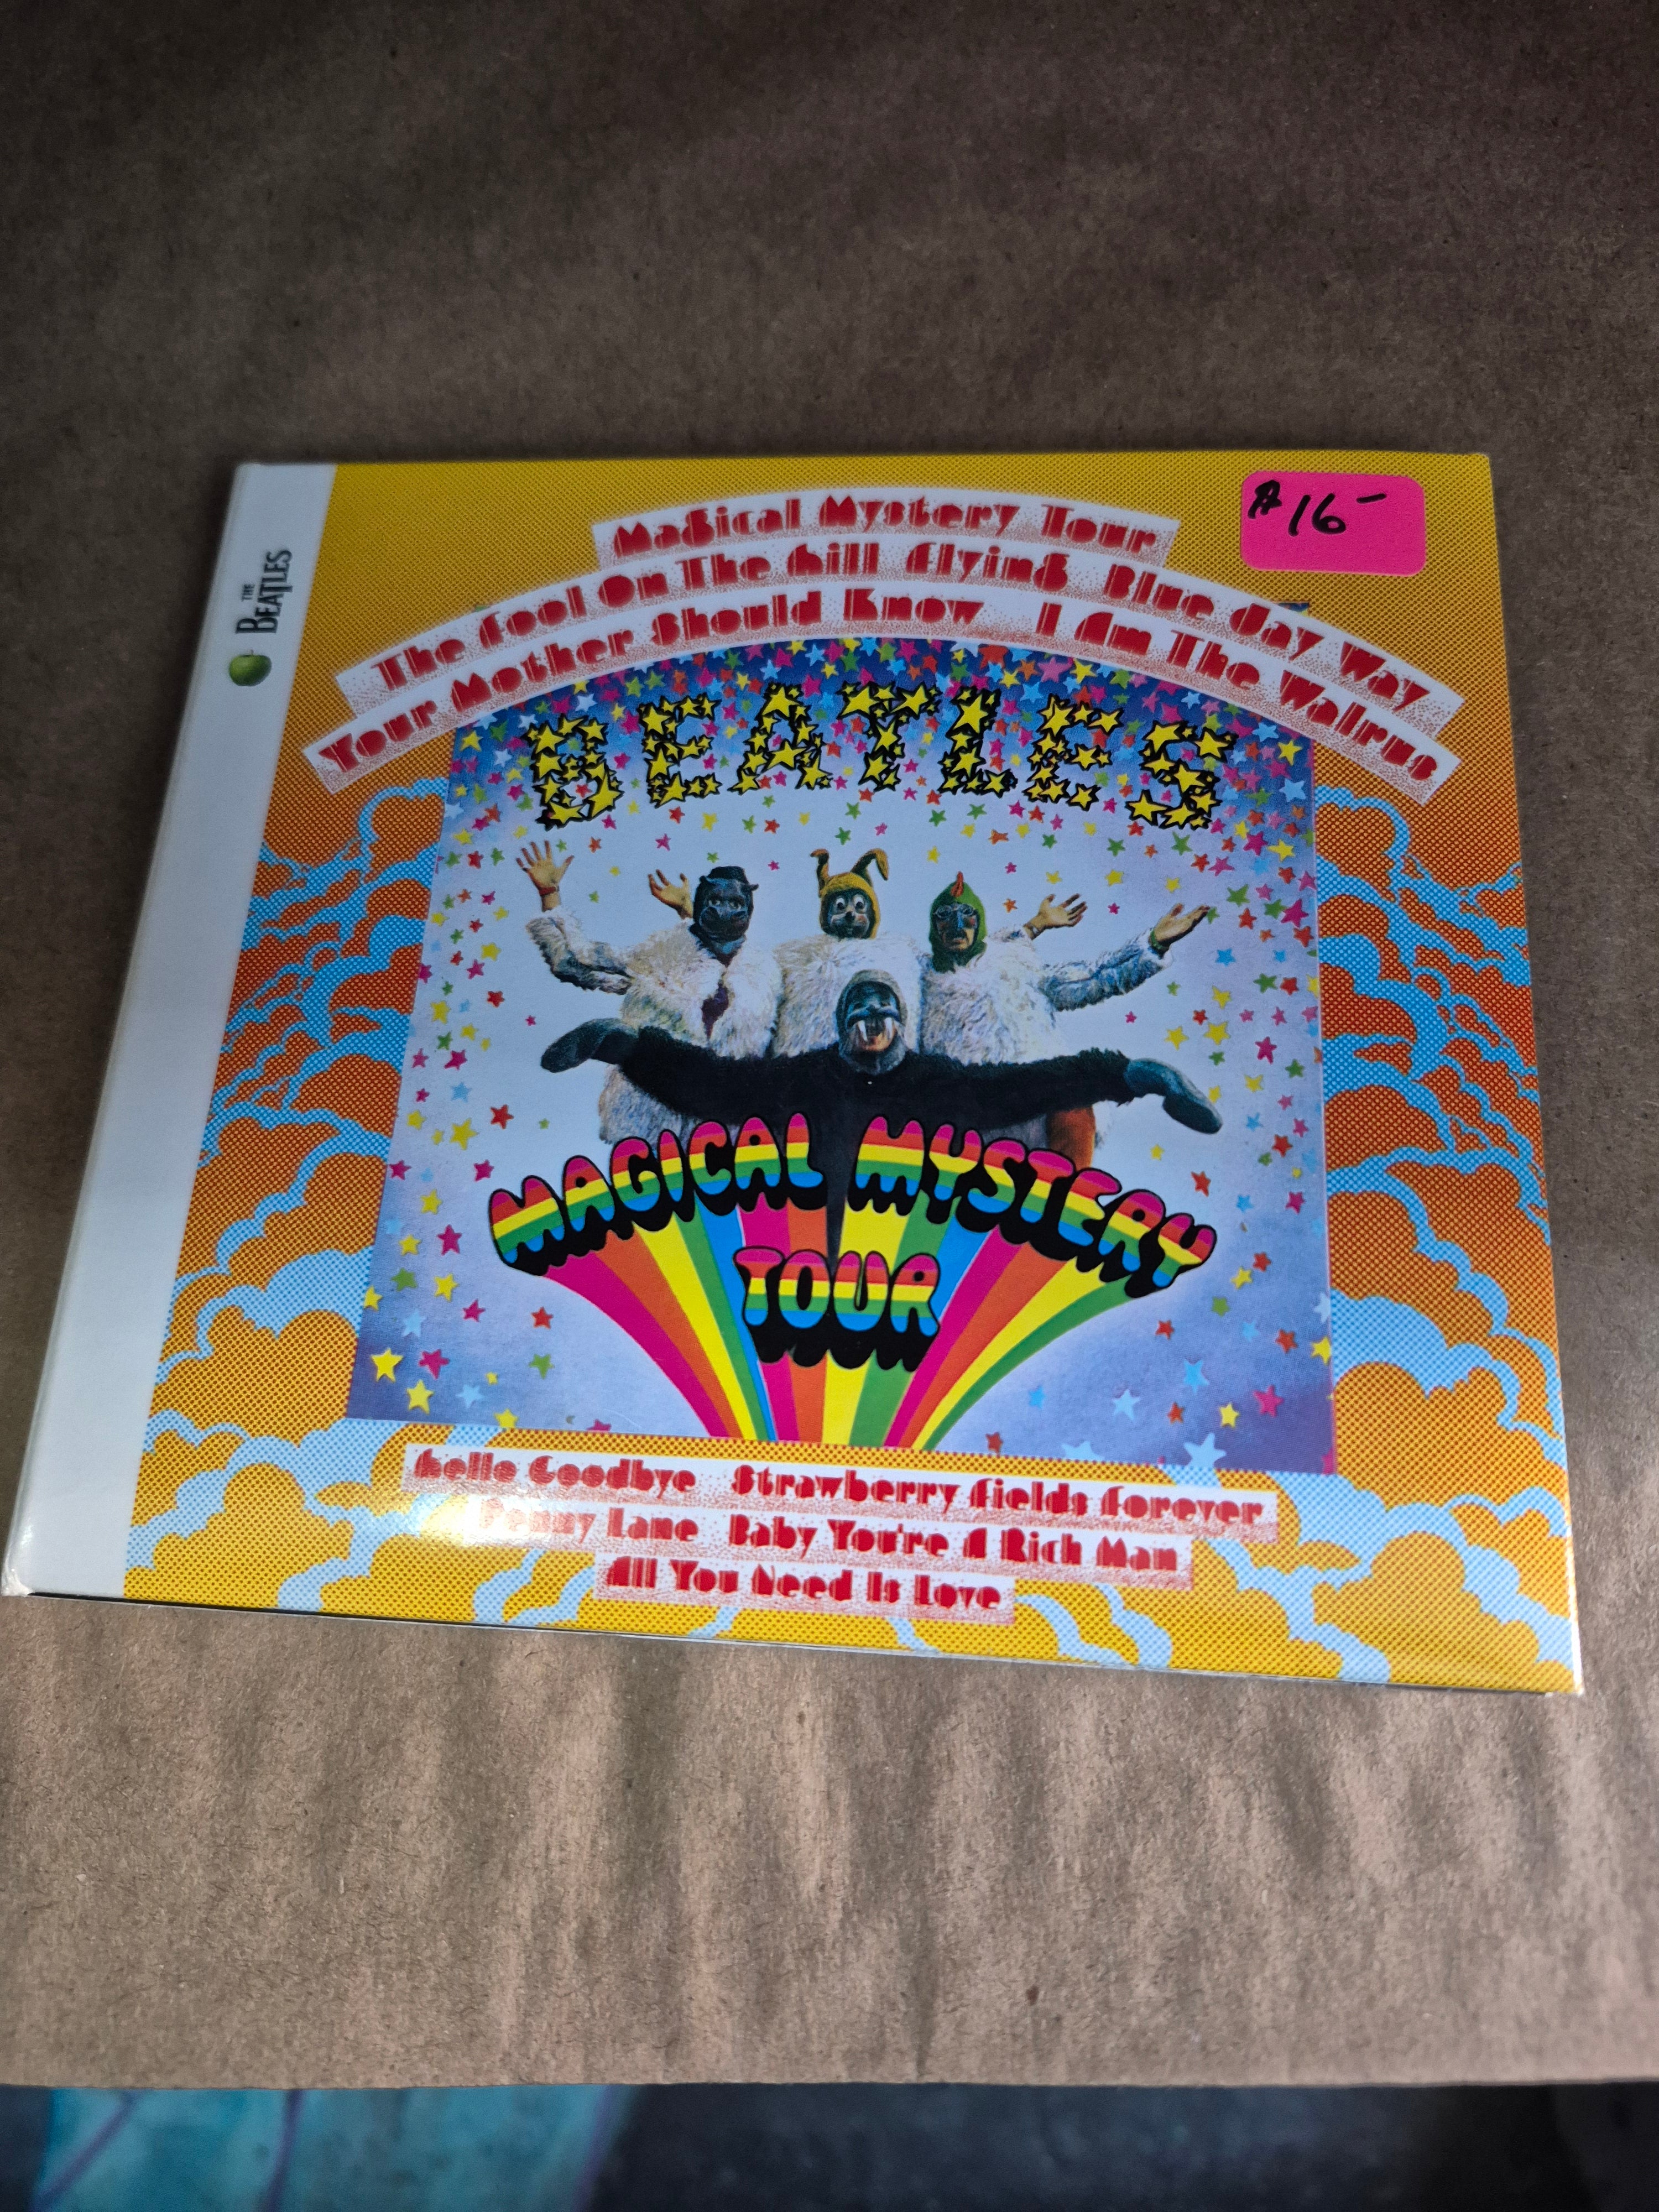 $16-
THE
BEATLES
Magical Mystery Tour
The Fool On The Hill Flying Blue Jay Way
Your Mother Should Know I Am The Walrus
BEATLES
MAGICAL MYSTERY
TOUR
Hello Goodbye Strawberry Fields Forever
Penny Lane Baby You're A Rich Man
All You Need Is Love